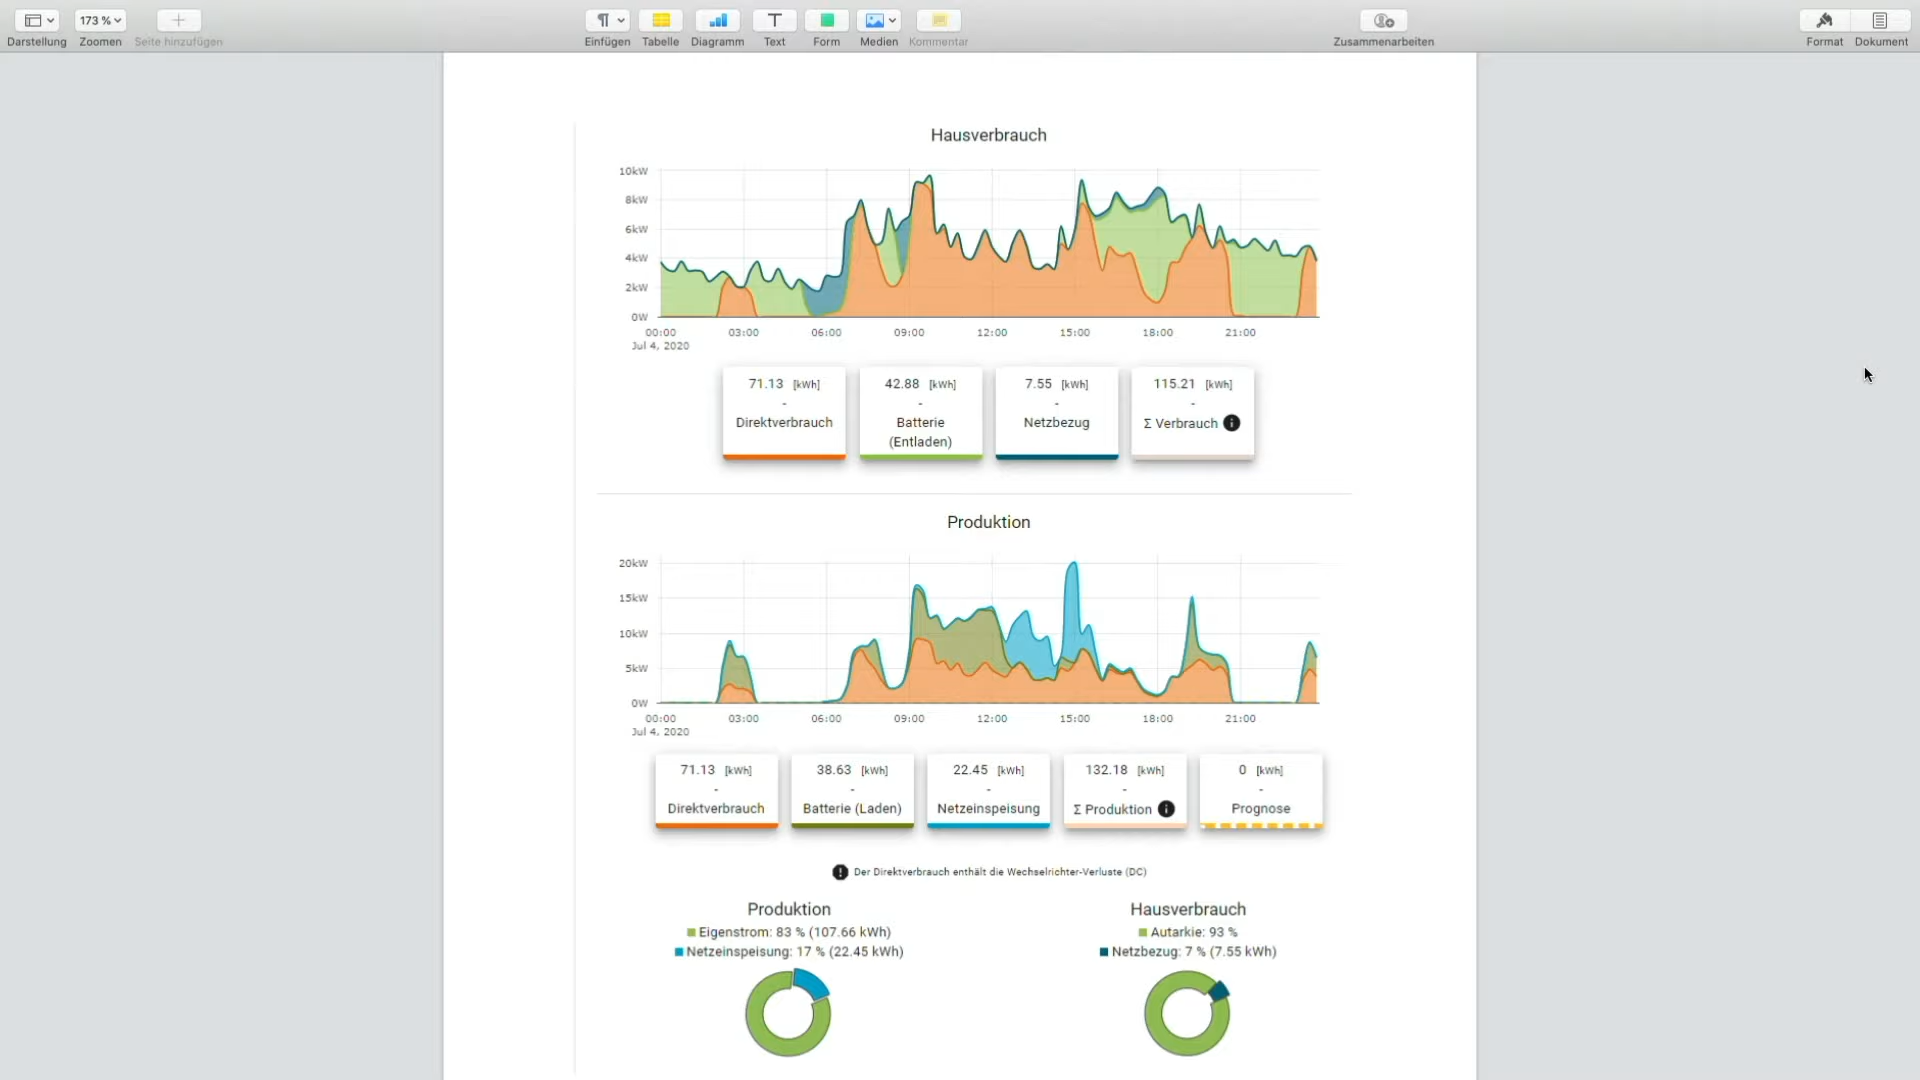 173 %
Darstellung Zoomen Seite hinzufügen Einfügen Tabelle Diagramm Text Form Medien Kommentar Zusammenarbeiten Format Dokument
Hausverbrauch
10kW
8kW
6kW
4kW
2kW
0W
00:00 03:00 06:00 09:00 12:00 15:00 18:00 21:00
Jul 4, 2020
71.13 [kWh] 42.88 [kWh] 7.55 [kWh] 115.21 [kWh]
- - - -
Direktverbrauch Batterie Netzbezug Σ Verbrauch
(Entladen)
Produktion
20kW
15kW
10kW
5kW
0W
00:00 03:00 06:00 09:00 12:00 15:00 18:00 21:00
Jul 4, 2020
71.13 [kWh] 38.63 [kWh] 22.45 [kWh] 132.18 [kWh] 0 [kWh]
- - - - -
Direktverbrauch Batterie (Laden) Netzeinspeisung Σ Produktion Prognose
Der Direktverbrauch enthält die Wechselrichter-Verluste (DC)
Produktion Hausverbrauch
Eigenstrom: 83 % (107.66 kWh) Autarkie: 93 %
Netzeinspeisung: 17 % (22.45 kWh) Netzbezug: 7 % (7.55 kWh)